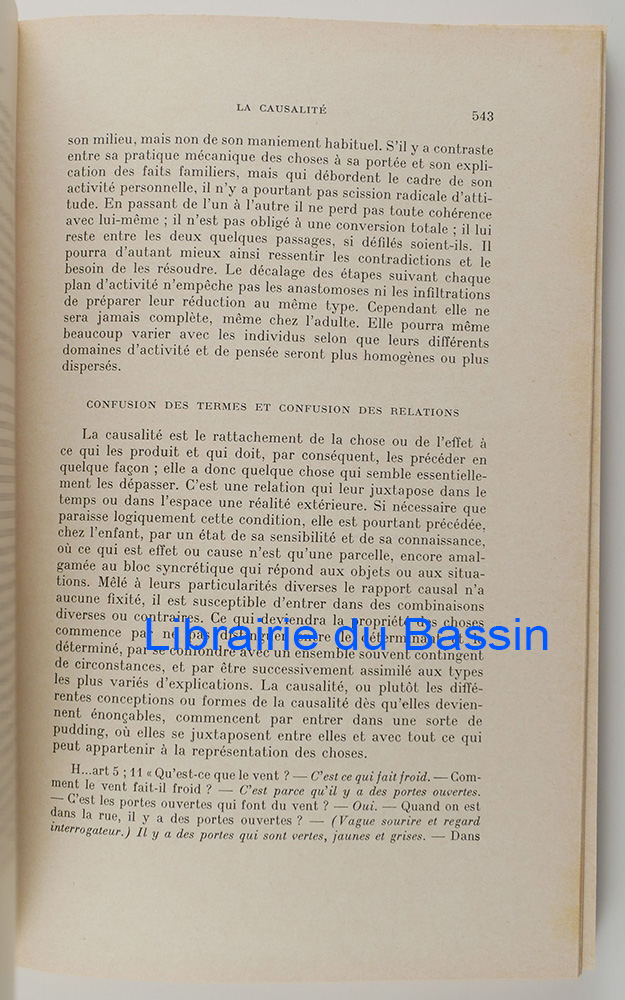 LA CAUSALITÉ
543
son milieu, mais non de son maniement habituel. S'il y a contraste
entre sa pratique mécanique des choses à sa portée et son expli-
cation des faits familiers, mais qui débordent le cadre de son
activité personnelle, il n'y a pourtant pas scission radicale d'atti-
tude. En passant de l'un à l'autre il ne perd pas toute cohérence
avec lui-même ; il n'est pas obligé à une conversion totale ; il lui
reste entre les deux quelques passages, si défilés soient-ils. Il
pourra d'autant mieux ainsi ressentir les contradictions et le
besoin de les résoudre. Le décalage des étapes suivant chaque
plan d'activité n'empêche pas les anastomoses ni les infiltrations
de préparer leur réduction au même type. Cependant elle ne
sera jamais complète, même chez l'adulte. Elle pourra même
beaucoup varier avec les individus selon que leurs différents
domaines d'activité et de pensée seront plus homogènes ou plus
dispersés.
CONFUSION DES TERMES ET CONFUSION DES RELATIONS
La causalité est le rattachement de la chose ou de l'effet à
ce qui les produit et qui doit, par conséquent, les précéder en
quelque façon ; elle a donc quelque chose qui semble essentielle-
ment les dépasser. C'est une relation qui leur juxtapose dans le
temps ou dans l'espace une réalité extérieure. Si nécessaire que
paraisse logiquement cette condition, elle est pourtant précédée,
chez l'enfant, par un état de sa sensibilité et de sa connaissance,
où ce qui est effet ou cause n'est qu'une parcelle, encore amal-
gamée au bloc syncrétique qui répond aux objets ou aux situa-
tions. Mêlé à leurs particularités diverses le rapport causal n'a
aucune fixité, il est susceptible d'entrer dans des combinaisons
diverses ou contraires. Ce qui deviendra la propriété des choses
commence par ne pas distinguer entre le déterminant et le
Librairie du Bassin
déterminé, par se confondre avec un ensemble souvent contingent
de circonstances, et par être successivement assimilé aux types
les plus variés d'explications. La causalité, ou plutôt les diffé-
rentes conceptions ou formes de la causalité dès qu'elles devien-
nent énonçables, commencent par entrer dans une sorte de
pudding, où elles se juxtaposent entre elles et avec tout ce qui
peut appartenir à la représentation des choses.
H...art 5 ; 11 « Qu'est-ce que le vent ? — C'est ce qui fait froid. — Com-
ment le vent fait-il froid ? — C'est parce qu'il y a des portes ouvertes.
— C'est les portes ouvertes qui font du vent ? — Oui. — Quand on est
dans la rue, il y a des portes ouvertes ? — (Vague sourire et regard
interrogateur.) Il y a des portes qui sont vertes, jaunes et grises. — Dans